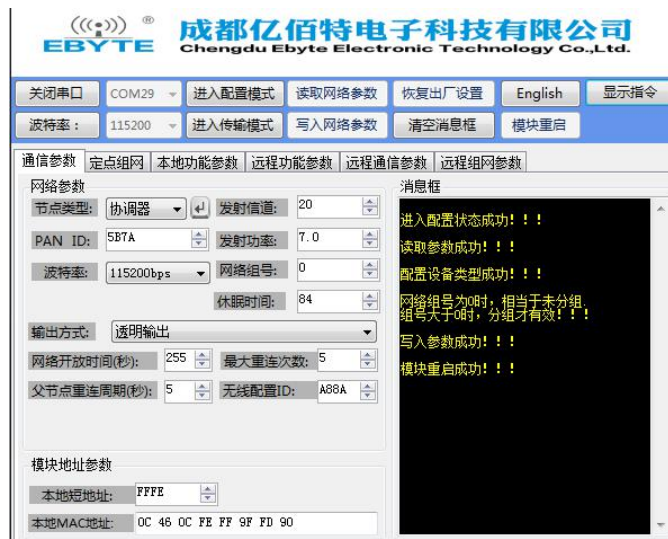 ((●)) ®
EBYTE
成都亿佰特电子科技有限公司
Chengdu Ebyte Electronic Technology Co.,Ltd.
关闭串口 COM29 进入配置模式 读取网络参数 恢复出厂设置 English 显示指令
波特率： 115200 进入传输模式 写入网络参数 清空消息框 模块重启
通信参数 定点组网 本地功能参数 远程功能参数 远程通信参数 远程组网参数
网络参数
节点类型: 协调器 发射信道: 20
PAN ID: 5B7A 发射功率: 7.0
波特率: 115200bps 网络组号: 0
休眠时间: 84
输出方式: 透明输出
网络开放时间(秒): 255 最大重连次数: 5
父节点重连周期(秒): 5 无线配置ID: A88A
模块地址参数
本地短地址: FFFE
本地MAC地址: 0C 46 0C FE FF 9F FD 90
消息框
进入配置状态成功！！！
读取参数成功！！！
配置设备类型成功！！！
网络组号为0时，相当于未分组.
组号大于0时，分组才有效！！！
写入参数成功！！！
模块重启成功！！！